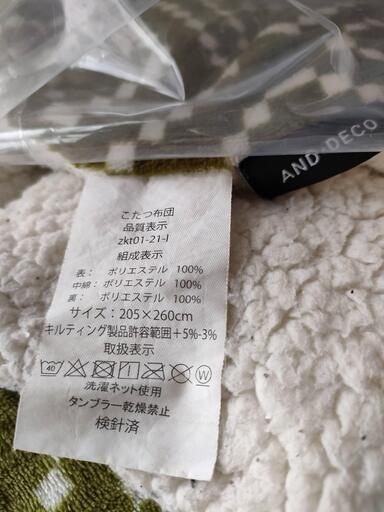 AND·DECO
こたつ布団
品質表示
zkt01-21-l
組成表示
表： ポリエステル 100%
中綿：ポリエステル 100%
裏： ポリエステル 100%
サイズ：205×260cm
キルティング製品許容範囲＋5%-3%
取扱表示
40 W
洗濯ネット使用
タンブラー乾燥禁止
検針済